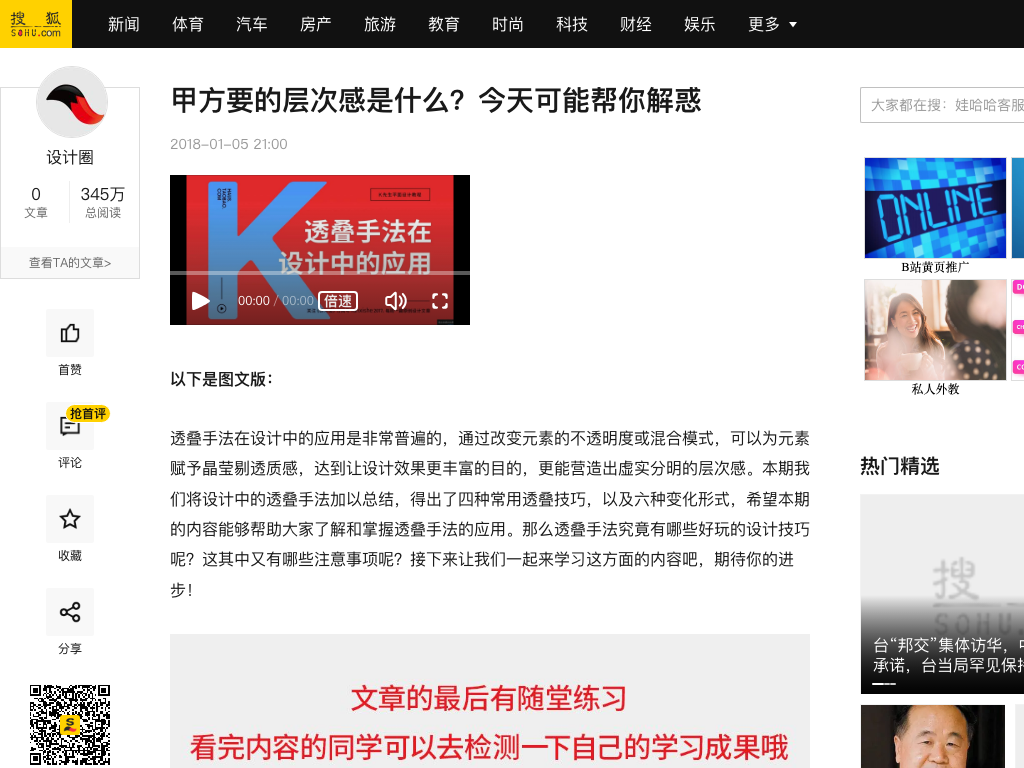 搜 狐
SOHU.com
新闻 体育 汽车 房产 旅游 教育 时尚 科技 财经 娱乐 更多
设计圈
0 345万
文章 总阅读
查看TA的文章>
首赞
抢首评
评论
收藏
分享
甲方要的层次感是什么？今天可能帮你解惑
2018-01-05 21:00
透叠手法在
设计中的应用
00:00 / 00:00 倍速
以下是图文版：
透叠手法在设计中的应用是非常普遍的，通过改变元素的不透明度或混合模式，可以为元素
赋予晶莹剔透质感，达到让设计效果更丰富的目的，更能营造出虚实分明的层次感。本期我
们将设计中的透叠手法加以总结，得出了四种常用透叠技巧，以及六种变化形式，希望本期
的内容能够帮助大家了解和掌握透叠手法的应用。那么透叠手法究竟有哪些好玩的设计技巧
呢？这其中又有哪些注意事项呢？接下来让我们一起来学习这方面的内容吧，期待你的进
步！
文章的最后有随堂练习
看完内容的同学可以去检测一下自己的学习成果哦
大家都在搜：娃哈哈客服
ONLINE
B站黄页推广
私人外教
热门精选
搜
SOHU
台“邦交”集体访华，中
承诺，台当局罕见保持